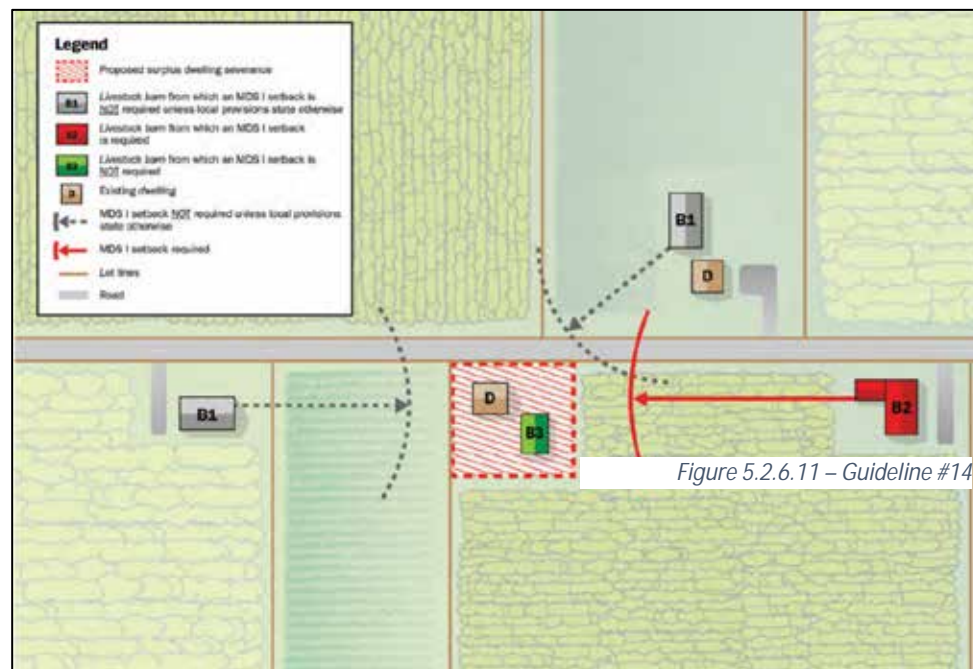 Legend
Proposed surplus dwelling severance
B1
Livestock barn from which an MDS I setback is
NOT required unless local provisions state otherwise
B2
Livestock barn from which an MDS I setback
is required
B3
Livestock barn from which an MDS I setback is
NOT required
D
Existing dwelling
MDS I setback NOT required unless local provisions
state otherwise
MDS I setback required
Lot lines
Road
B1
D
B1
D
B3
B2
Figure 5.2.6.11 – Guideline #14